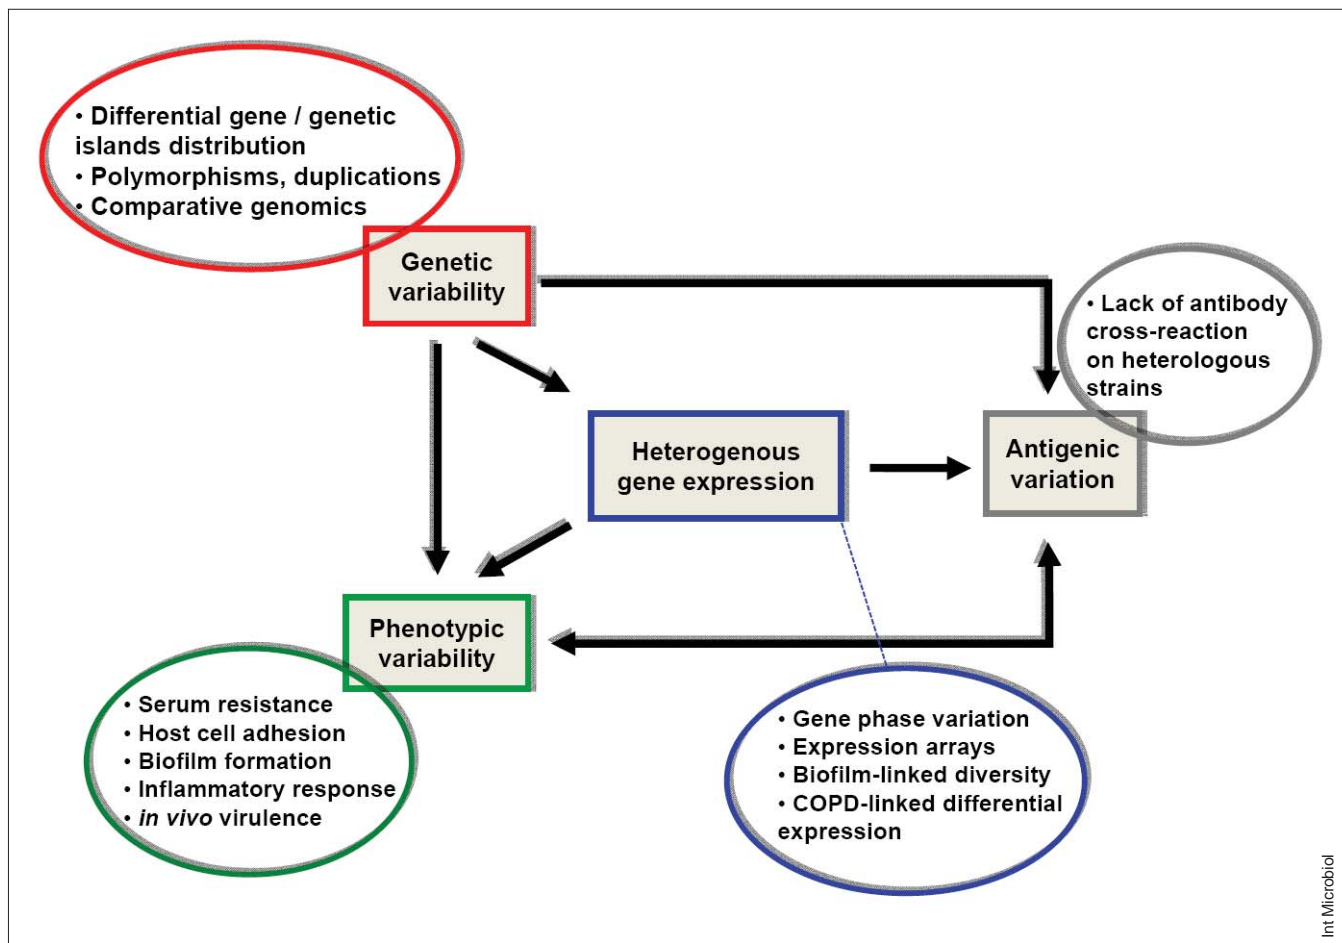 • Differential gene / genetic
islands distribution
• Polymorphisms, duplications
• Comparative genomics
Genetic
variability
• Lack of antibody
cross-reaction
on heterologous
strains
Heterogenous
gene expression
Antigenic
variation
Phenotypic
variability
• Serum resistance
• Host cell adhesion
• Biofilm formation
• Inflammatory response
• in vivo virulence
• Gene phase variation
• Expression arrays
• Biofilm-linked diversity
• COPD-linked differential
expression
Int Microbiol